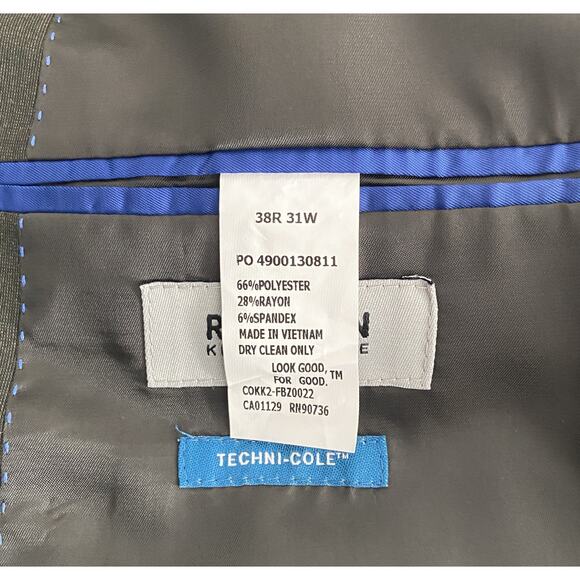 38R 31W
PO 4900130811
66%POLYESTER
28%RAYON
6%SPANDEX
MADE IN VIETNAM
DRY CLEAN ONLY
LOOK GOOD,
FOR GOOD.™
COKK2-FBZ0022
CA01129 RN90736
TECHNI-COLE™